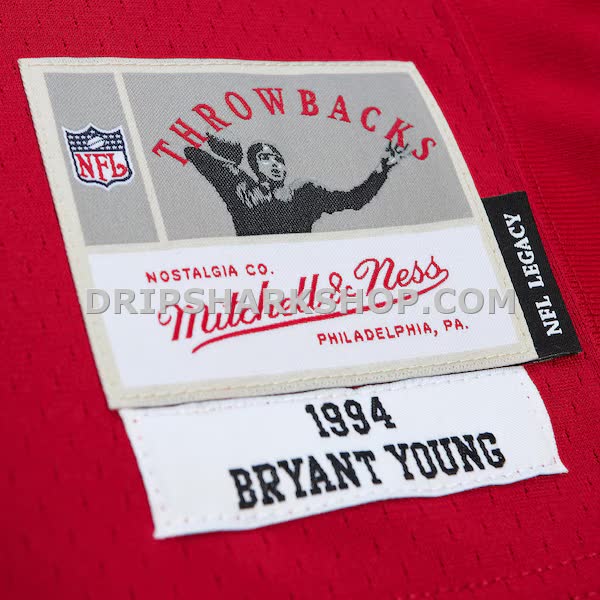 THROWBACKS
NFL
NOSTALGIA CO.
Mitchell & Ness
PHILADELPHIA, PA.
NFL LEGACY
DRIPSHARKSHOP.COM
1994
BRYANT YOUNG